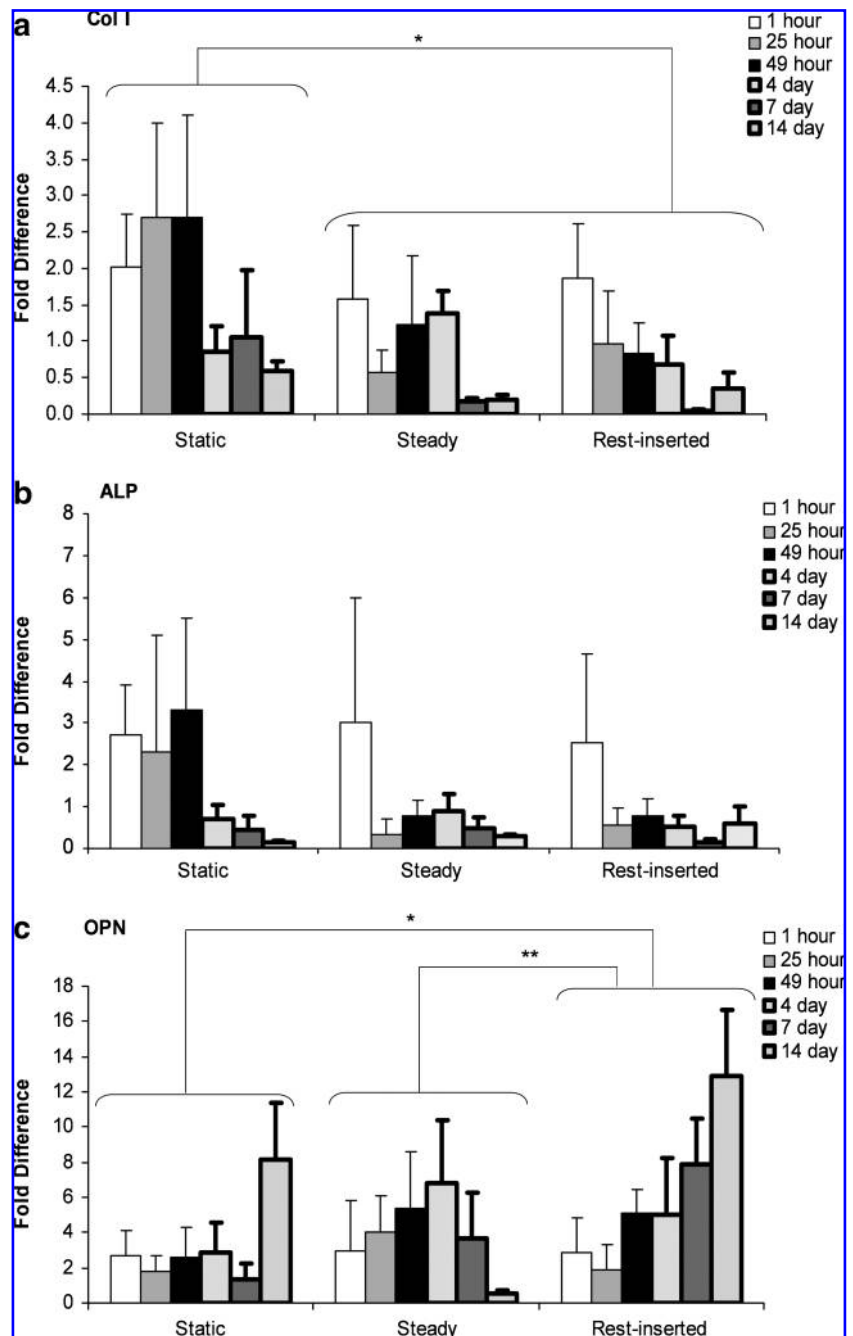 a
Col I
*
1 hour
25 hour
49 hour
4 day
7 day
14 day
Fold Difference
4.5
4.0
3.5
3.0
2.5
2.0
1.5
1.0
0.5
0.0
Static Steady Rest-inserted
b
ALP
1 hour
25 hour
49 hour
4 day
7 day
14 day
Fold Difference
8
7
6
5
4
3
2
1
0
Static Steady Rest-inserted
c
OPN
*
**
1 hour
25 hour
49 hour
4 day
7 day
14 day
Fold Difference
18
16
14
12
10
8
6
4
2
0
Static Steady Rest-inserted